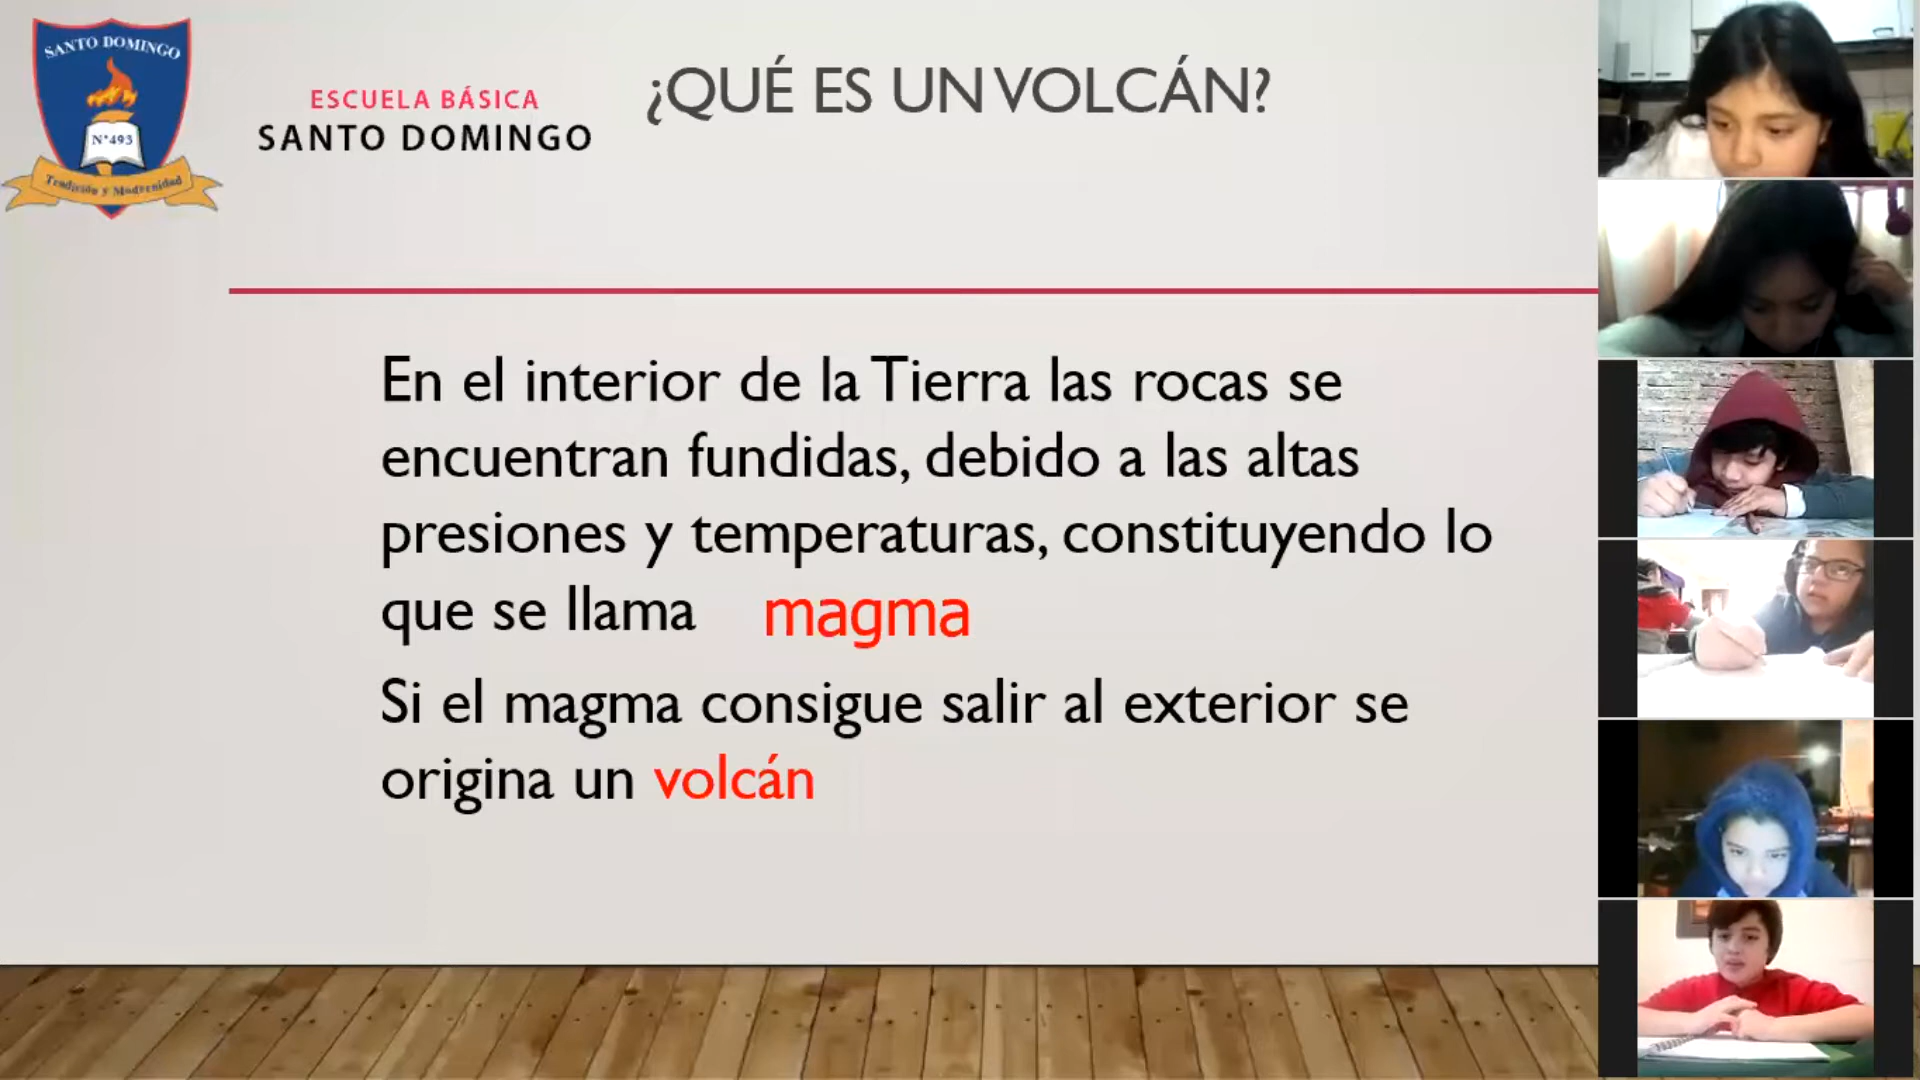 SANTO DOMINGO
N°493
Tradición y Modernidad
ESCUELA BÁSICA
SANTO DOMINGO
¿QUÉ ES UN VOLCÁN?
En el interior de la Tierra las rocas se
encuentran fundidas, debido a las altas
presiones y temperaturas, constituyendo lo
que se llama magma
Si el magma consigue salir al exterior se
origina un volcán